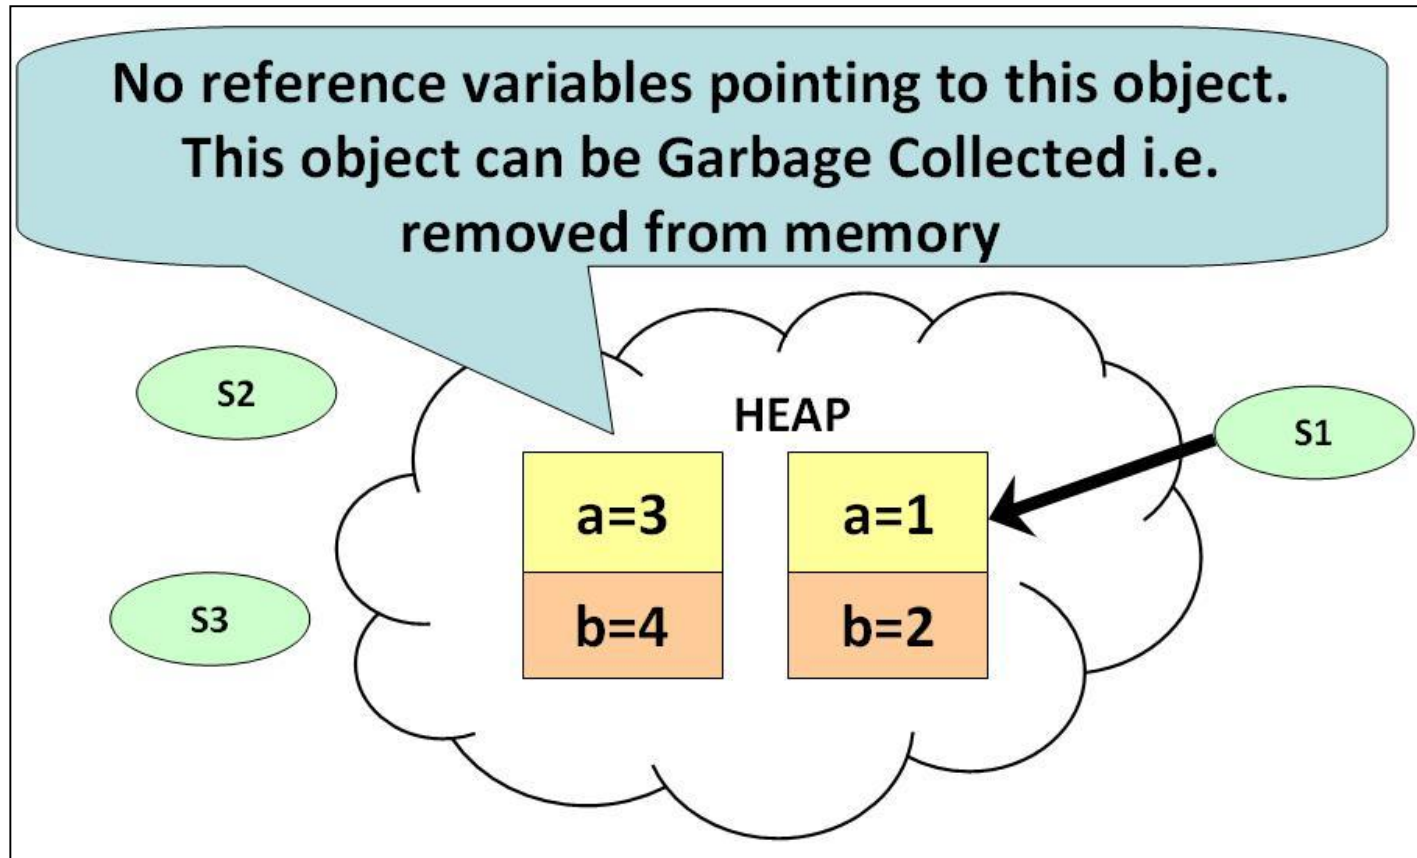 No reference variables pointing to this object.
This object can be Garbage Collected i.e.
removed from memory
S2
HEAP
S1
a=3
a=1
S3
b=4
b=2